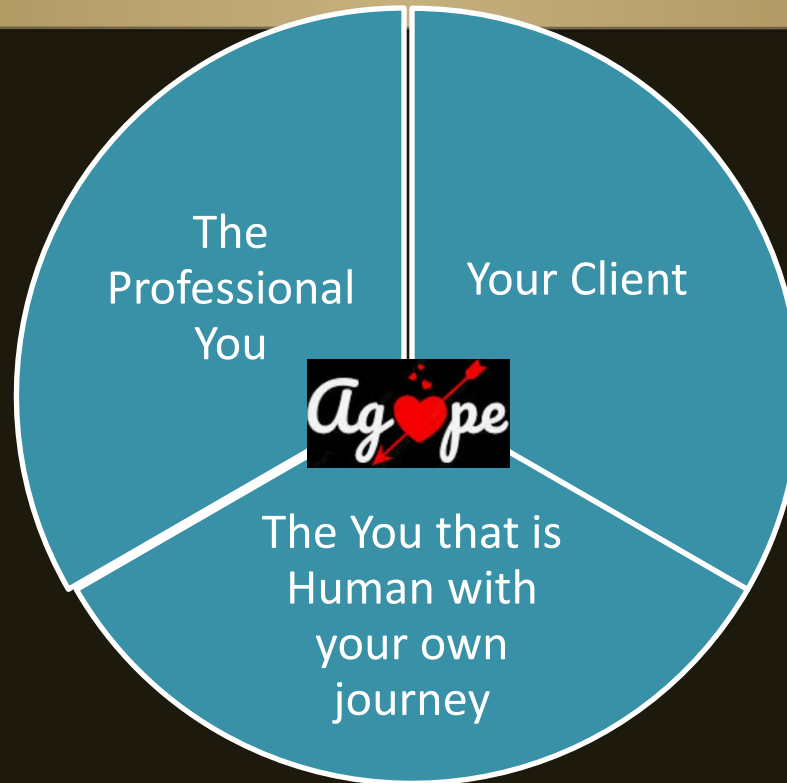 The
Professional
You
Your Client
Agape
The You that is
Human with
your own
journey